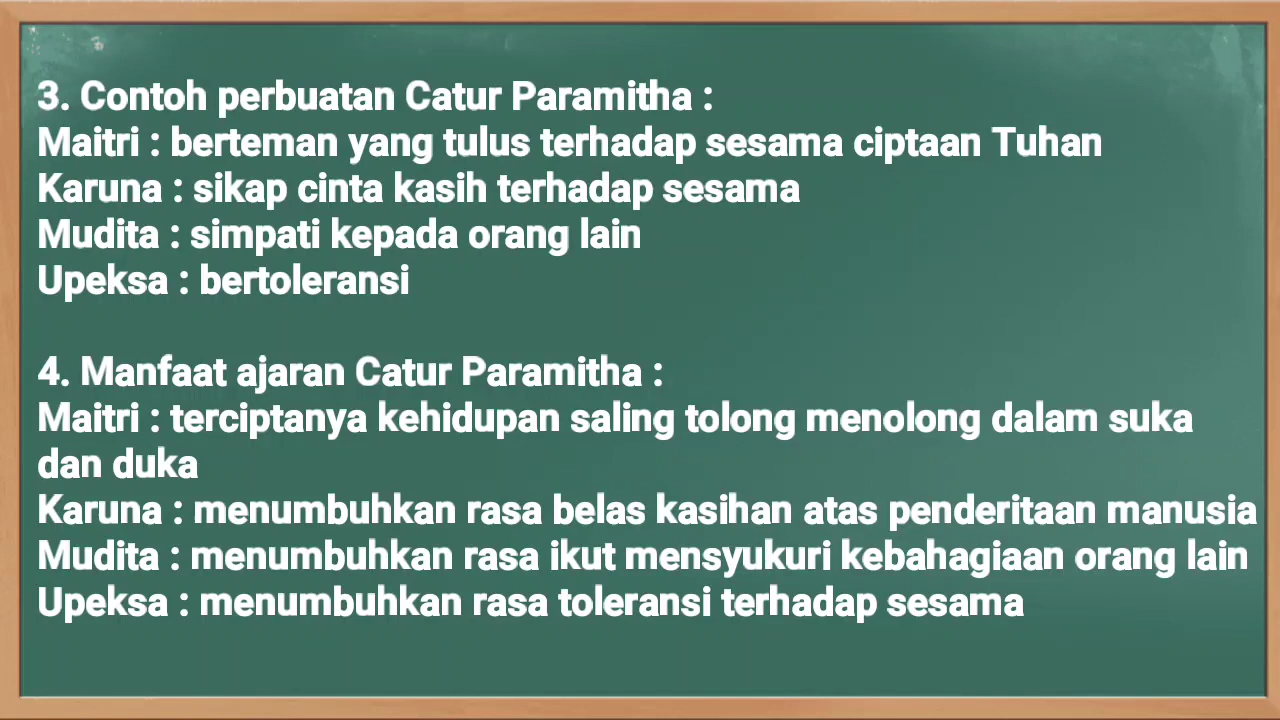 3. Contoh perbuatan Catur Paramitha :
Maitri : berteman yang tulus terhadap sesama ciptaan Tuhan
Karuna : sikap cinta kasih terhadap sesama
Mudita : simpati kepada orang lain
Upeksa : bertoleransi
4. Manfaat ajaran Catur Paramitha :
Maitri : terciptanya kehidupan saling tolong menolong dalam suka
dan duka
Karuna : menumbuhkan rasa belas kasihan atas penderitaan manusia
Mudita : menumbuhkan rasa ikut mensyukuri kebahagiaan orang lain
Upeksa : menumbuhkan rasa toleransi terhadap sesama